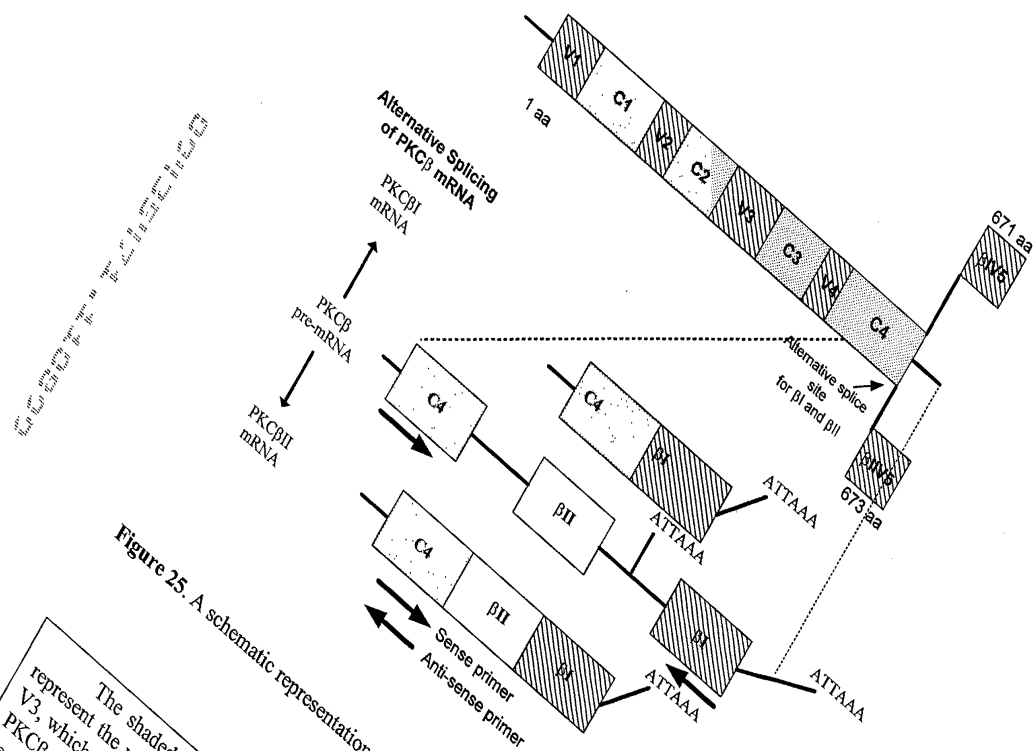 V1
C1
V2
C2
V3
C3
V4
C4
1 aa
671 aa
βIV5
Alternative splice
site
for βI and βII
βIIV5
673 aa
Alternative Splicing
of PKCβ mRNA
PKCβI
mRNA
PKCβ
pre-mRNA
PKCβII
mRNA
C4
βI
ATTAAA
C4
βII
ATTAAA
βI
ATTAAA
C4
βII
βI
ATTAAA
Sense primer
Anti-sense primer
Figure 25. A schematic representation
The shaded
represent the
V3, which
PKCβ